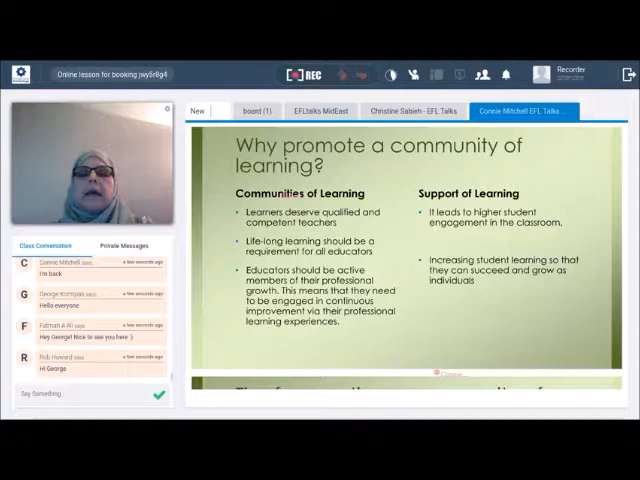 Online lesson for booking jwy5r8g4
REC
Recorder
attendee
New
board (1)
EFLtalks MidEast
Christine Sabieh - EFL Talks
Connie Mitchell EFL Talks ...
Why promote a community of
learning?
Communities of Learning
• Learners deserve qualified and
competent teachers
• Life-long learning should be a
requirement for all educators
• Educators should be active
members of their professional
growth. This means that they need
to be engaged in continuous
improvement via their professional
learning experiences.
Support of Learning
• It leads to higher student
engagement in the classroom.
• Increasing student learning so that
they can succeed and grow as
individuals
Connie
Class Conversation
Private Messages
C
Connie Mitchell says:
a few seconds ago
I'm back
G
George Kormpas says:
a few seconds ago
Hello everyone
F
Fatmah A Ali says:
a few seconds ago
Hey George! Nice to see you here :)
R
Rob Howard says:
a few seconds ago
Hi George
Say Something